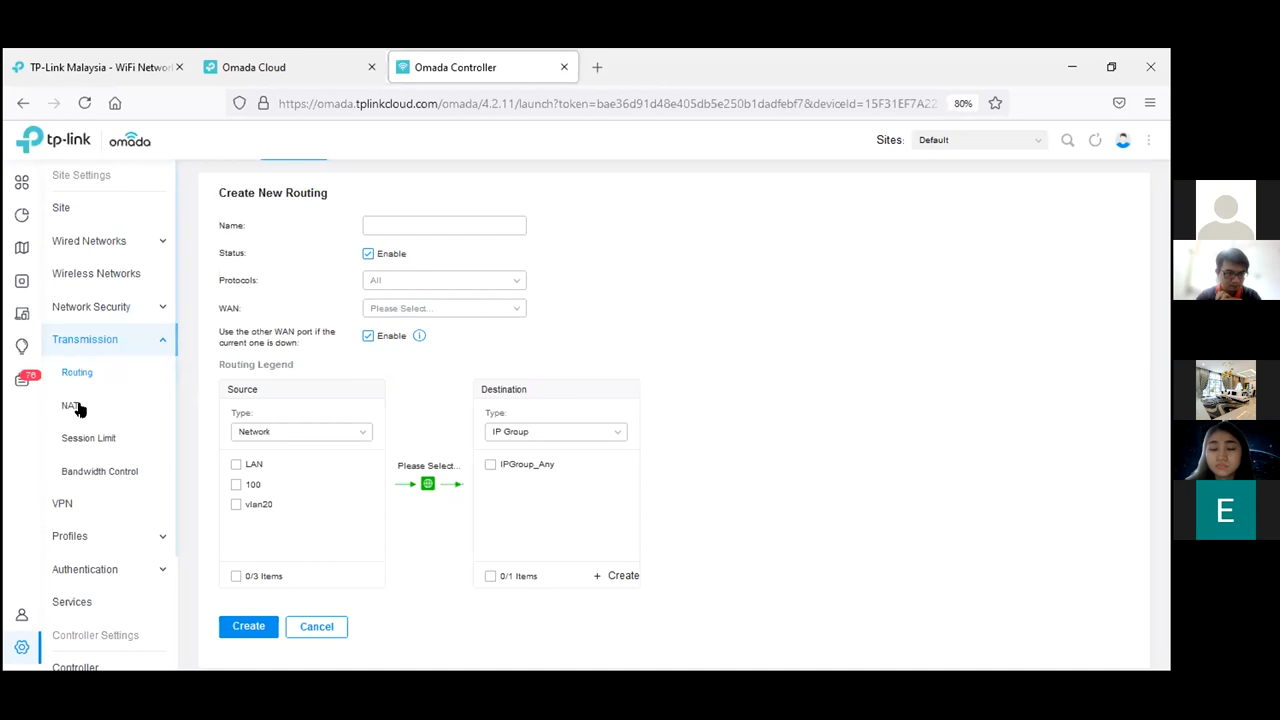 TP-Link Malaysia - WiFi Network
Omada Cloud
Omada Controller
https://omada.tplinkcloud.com/omada/4.2.11/launch?token=bae36d91d48e405db5e250b1dadfebf7&deviceId=15F31EF7A22
80%
tp-link
omada
Sites:
Default
Site Settings
Site
Wired Networks
Wireless Networks
Network Security
Transmission
Routing
NAT
Session Limit
Bandwidth Control
VPN
Profiles
Authentication
Services
Controller Settings
Controller
76
Create New Routing
Name:
Status:
Enable
Protocols:
All
WAN:
Please Select...
Use the other WAN port if the
current one is down:
Enable
Routing Legend
Source
Type:
Network
LAN
100
vlan20
0/3 Items
Please Select...
Destination
Type:
IP Group
IPGroup_Any
0/1 Items
+ Create
Create
Cancel
E